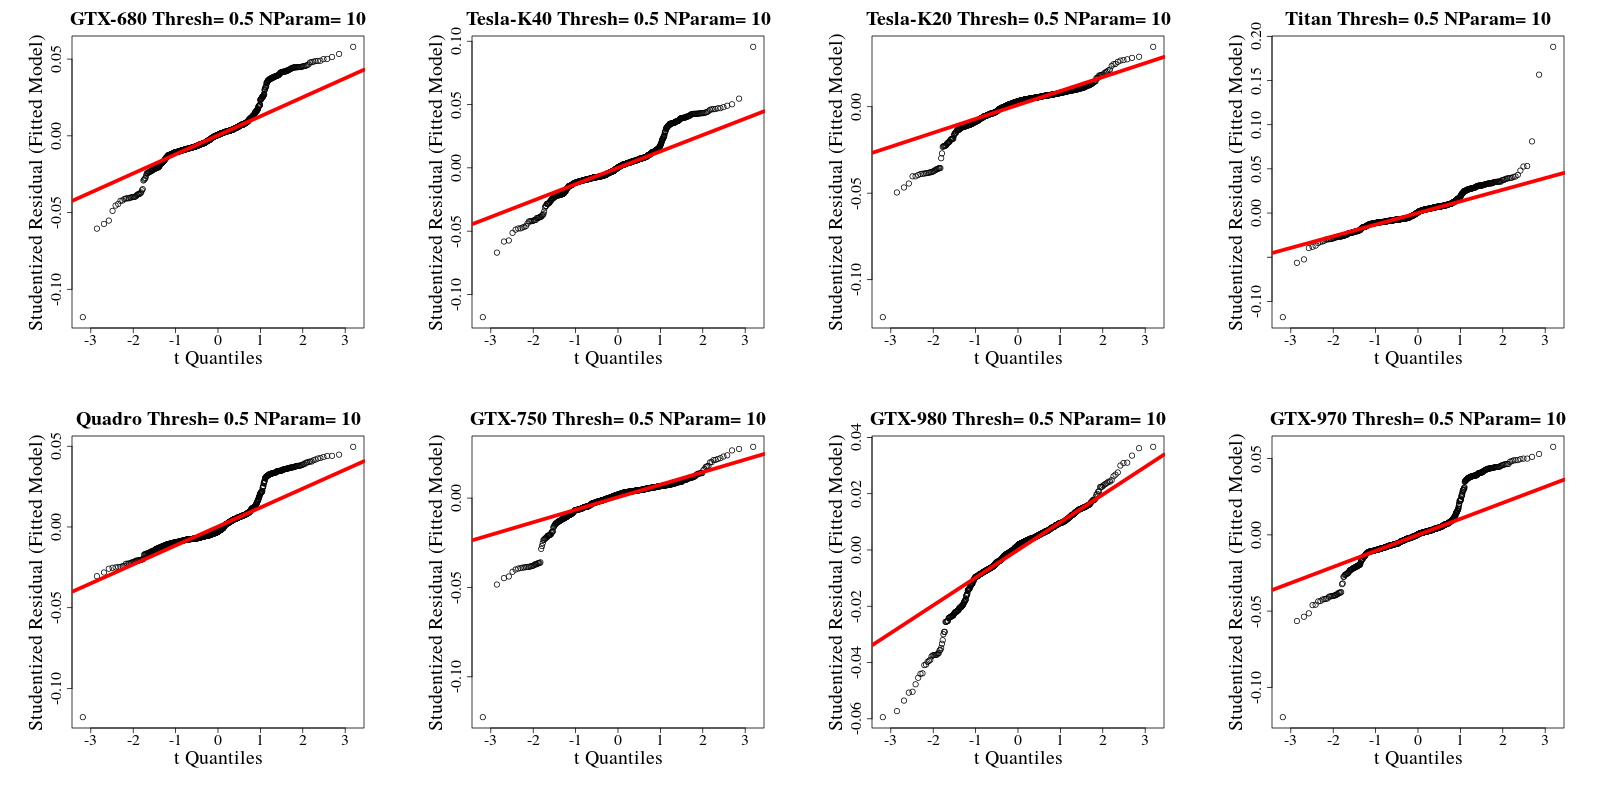 GTX-680 Thresh= 0.5 NParam= 10
Studentized Residual (Fitted Model)
0.05
0.00
-0.05
-0.10
-3 -2 -1 0 1 2 3
t Quantiles
Tesla-K40 Thresh= 0.5 NParam= 10
Studentized Residual (Fitted Model)
0.10
0.05
0.00
-0.05
-0.10
-3 -2 -1 0 1 2 3
t Quantiles
Tesla-K20 Thresh= 0.5 NParam= 10
Studentized Residual (Fitted Model)
0.00
-0.05
-0.10
-3 -2 -1 0 1 2 3
t Quantiles
Titan Thresh= 0.5 NParam= 10
Studentized Residual (Fitted Model)
0.20
0.15
0.10
0.05
0.00
-0.10
-3 -2 -1 0 1 2 3
t Quantiles
Quadro Thresh= 0.5 NParam= 10
Studentized Residual (Fitted Model)
0.05
0.00
-0.05
-0.10
-3 -2 -1 0 1 2 3
t Quantiles
GTX-750 Thresh= 0.5 NParam= 10
Studentized Residual (Fitted Model)
0.00
-0.05
-0.10
-3 -2 -1 0 1 2 3
t Quantiles
GTX-980 Thresh= 0.5 NParam= 10
Studentized Residual (Fitted Model)
0.04
0.02
0.00
-0.02
-0.04
-0.06
-3 -2 -1 0 1 2 3
t Quantiles
GTX-970 Thresh= 0.5 NParam= 10
Studentized Residual (Fitted Model)
0.05
0.00
-0.05
-0.10
-3 -2 -1 0 1 2 3
t Quantiles